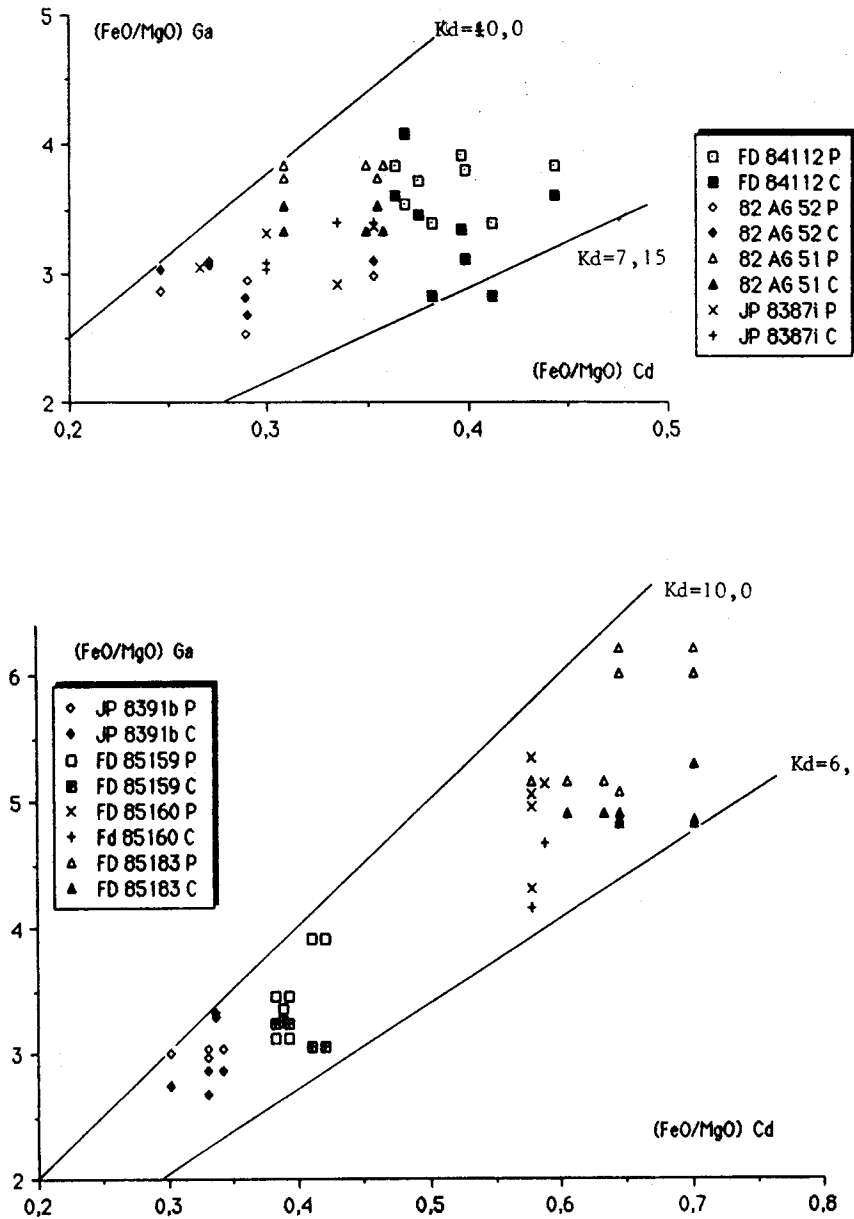 5
(FeO/MgO) Ga
Kd=10,0
4
3
2
Kd=7,15
(FeO/MgO) Cd
0,2
0,3
0,4
0,5
FD 84112 P
FD 84112 C
82 AG 52 P
82 AG 52 C
82 AG 51 P
82 AG 51 C
JP 8387i P
JP 8387i C
Kd=10,0
(FeO/MgO) Ga
6
5
4
3
2
JP 8391b P
JP 8391b C
FD 85159 P
FD 85159 C
FD 85160 P
Fd 85160 C
FD 85183 P
FD 85183 C
Kd=6,
(FeO/MgO) Cd
0,2
0,3
0,4
0,5
0,6
0,7
0,8